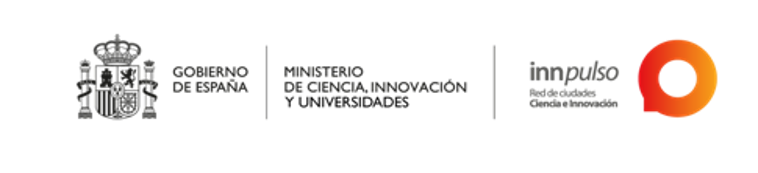 GOBIERNO
DE ESPAÑA
MINISTERIO
DE CIENCIA, INNOVACIÓN
Y UNIVERSIDADES
innpulso
Red de ciudades
Ciencia e Innovación